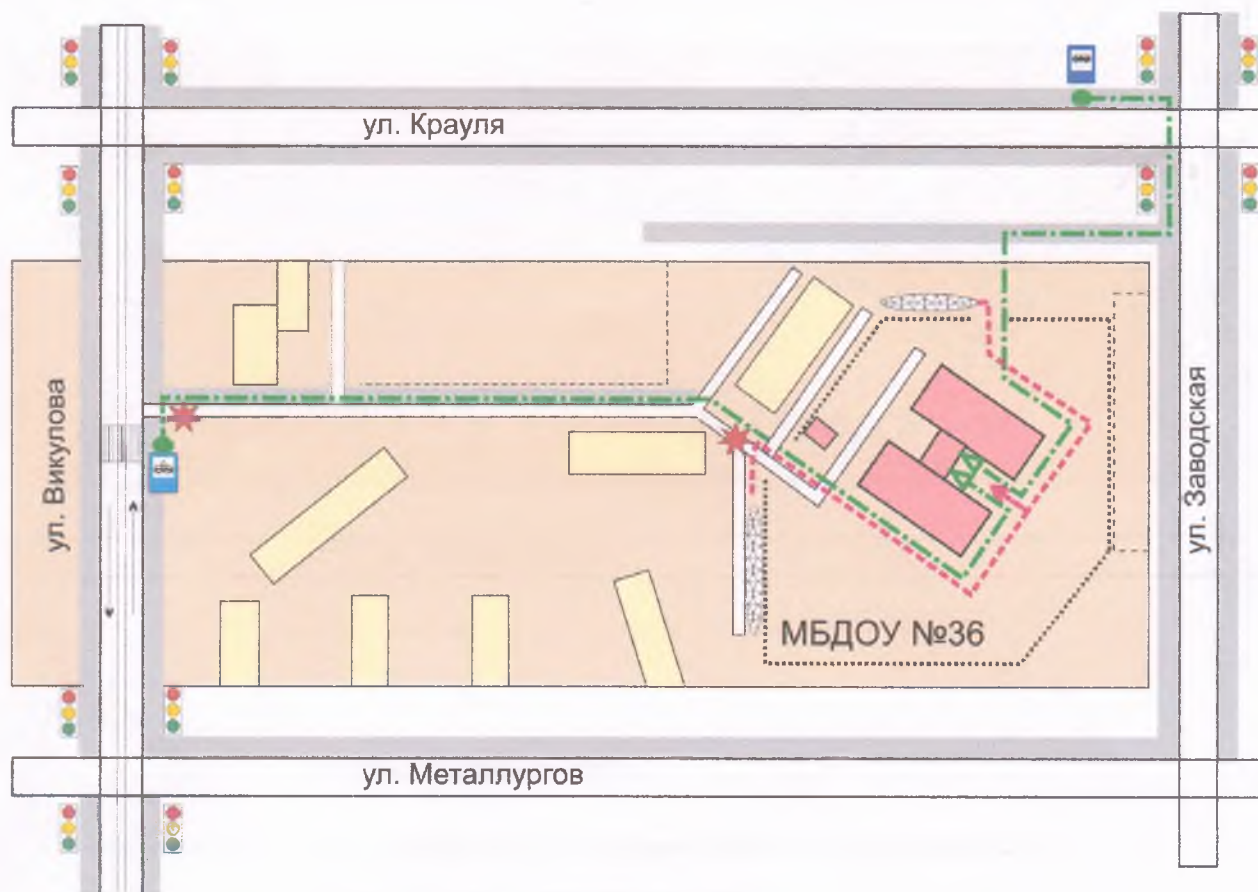 ул. Крауля
ул. Викулова
ул. Заводская
МБДОУ №36
ул. Металлургов